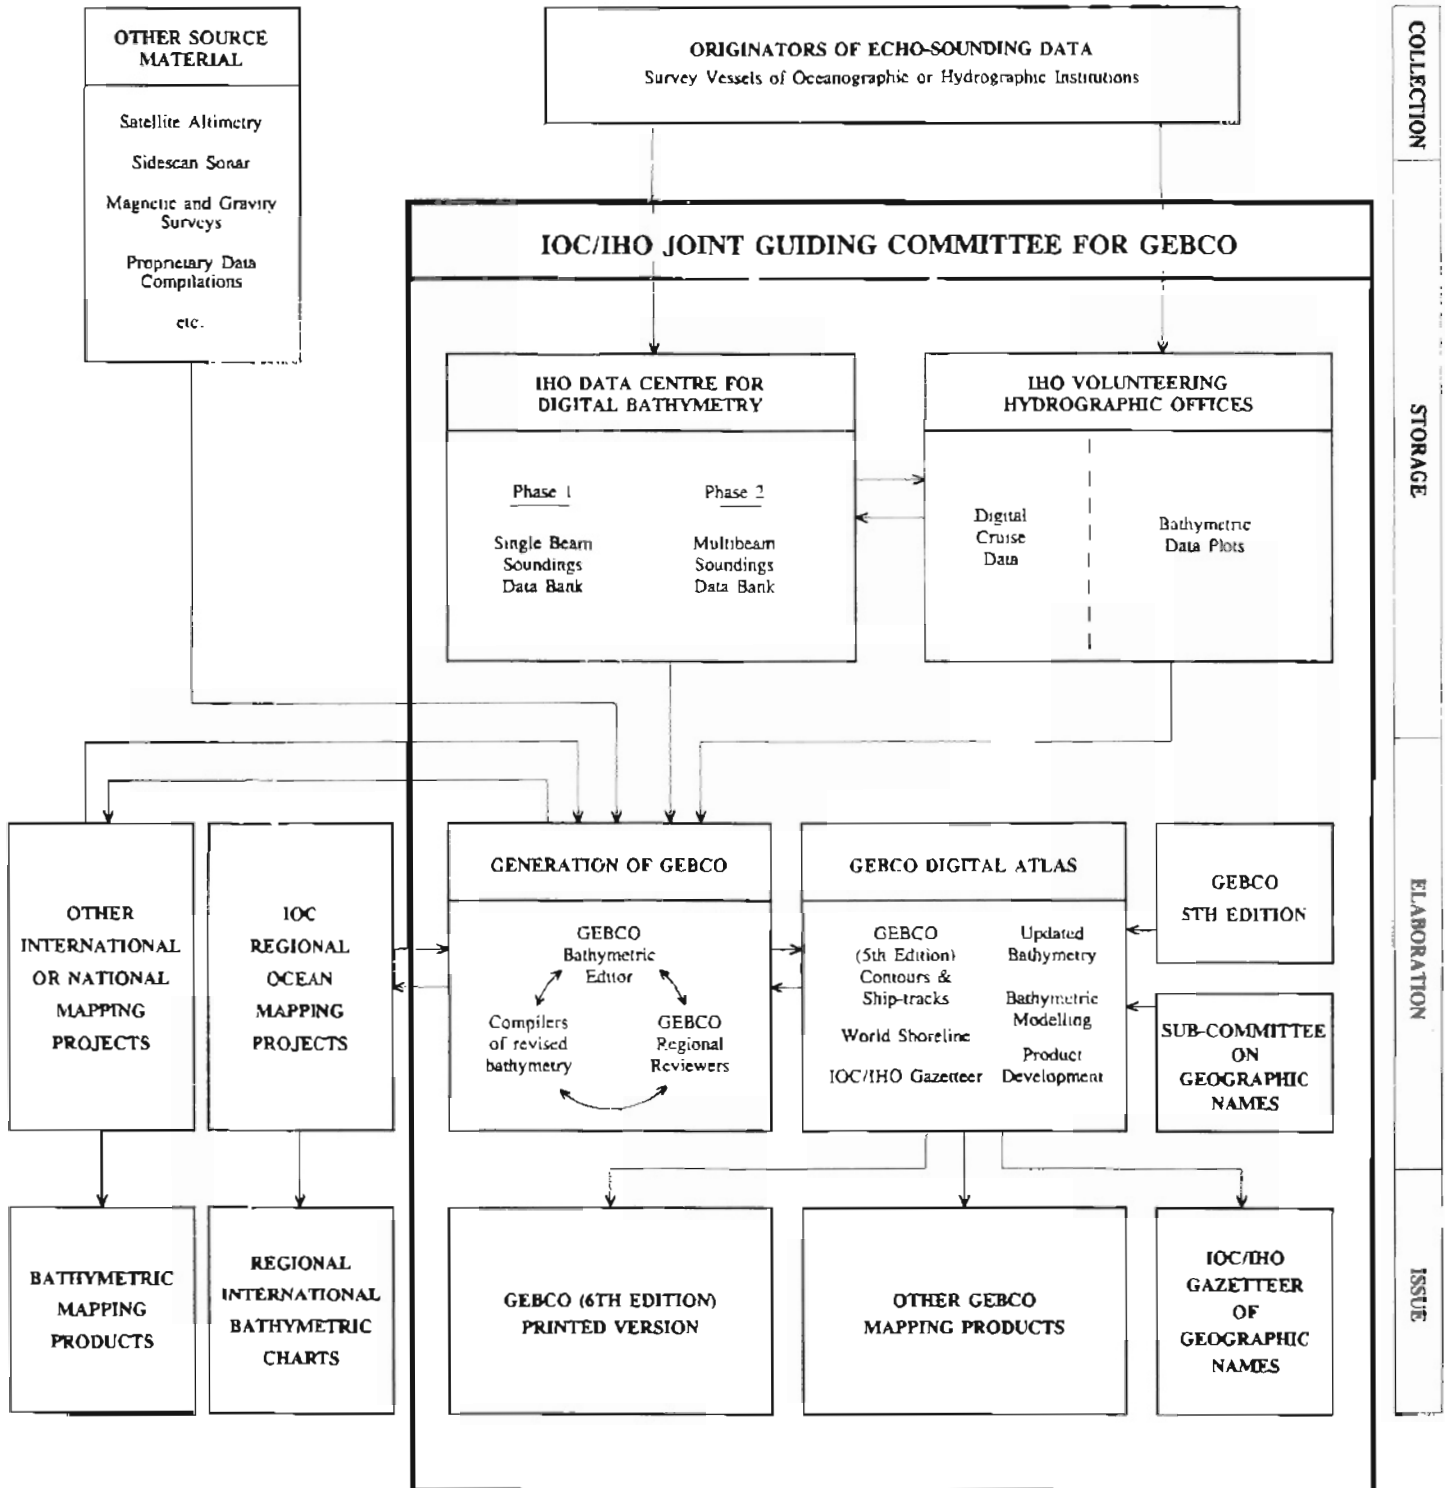 OTHER SOURCE
MATERIAL
Satellite Altimetry
Sidescan Sonar
Magnetic and Gravity
Surveys
Proprietary Data
Compilations
etc.
ORIGINATORS OF ECHO-SOUNDING DATA
Survey Vessels of Oceanographic or Hydrographic Institutions
COLLECTION
IOC/IHO JOINT GUIDING COMMITTEE FOR GEBCO
IHO DATA CENTRE FOR
DIGITAL BATHYMETRY
Phase 1
Single Beam
Soundings
Data Bank
Phase 2
Multibeam
Soundings
Data Bank
IHO VOLUNTEERING
HYDROGRAPHIC OFFICES
Digital
Cruise
Data
Bathymetric
Data Plots
STORAGE
OTHER
INTERNATIONAL
OR NATIONAL
MAPPING
PROJECTS
IOC
REGIONAL
OCEAN
MAPPING
PROJECTS
GENERATION OF GEBCO
GEBCO
Bathymetric
Editor
Compilers
of revised
bathymetry
GEBCO
Regional
Reviewers
GEBCO DIGITAL ATLAS
GEBCO
(5th Edition)
Contours &
Ship-tracks
World Shoreline
IOC/IHO Gazetteer
Updated
Bathymetry
Bathymetric
Modelling
Product
Development
GEBCO
5TH EDITION
SUB-COMMITTEE
ON
GEOGRAPHIC
NAMES
ELABORATION
BATHYMETRIC
MAPPING
PRODUCTS
REGIONAL
INTERNATIONAL
BATHYMETRIC
CHARTS
GEBCO (6TH EDITION)
PRINTED VERSION
OTHER GEBCO
MAPPING PRODUCTS
IOC/IHO
GAZETTEER
OF
GEOGRAPHIC
NAMES
ISSUE